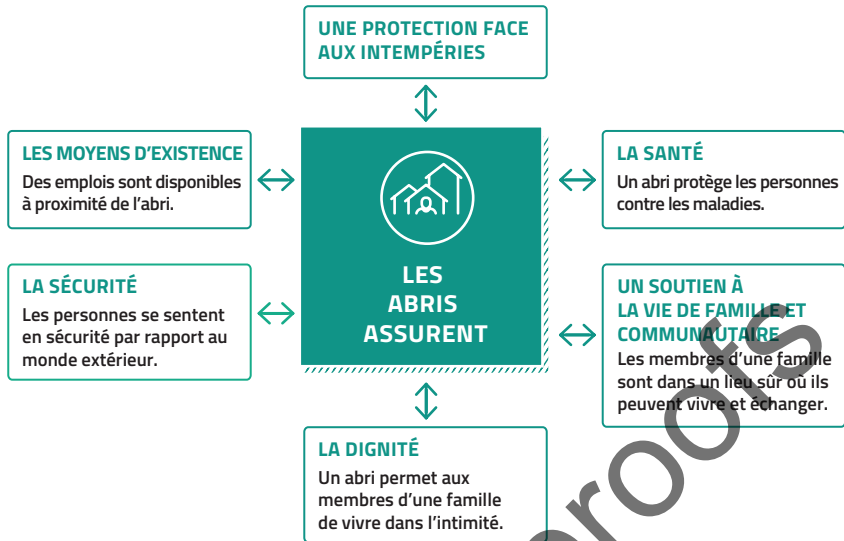 UNE PROTECTION FACE
AUX INTEMPÉRIES
LES MOYENS D'EXISTENCE
Des emplois sont disponibles
à proximité de l'abri.
LA SANTÉ
Un abri protège les personnes
contre les maladies.
LES
ABRIS
ASSURENT
LA SÉCURITÉ
Les personnes se sentent
en sécurité par rapport au
monde extérieur.
UN SOUTIEN À
LA VIE DE FAMILLE ET
COMMUNAUTAIRE
Les membres d'une famille
sont dans un lieu sûr où ils
peuvent vivre et échanger.
LA DIGNITÉ
Un abri permet aux
membres d'une famille
de vivre dans l'intimité.
proofs